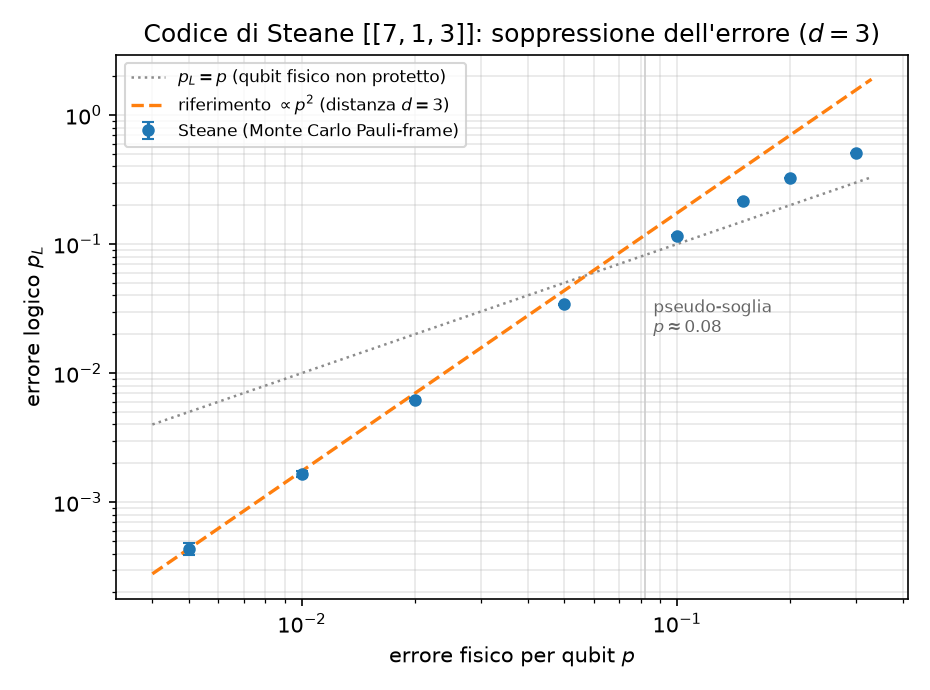 Codice di Steane [[7, 1, 3]]: soppressione dell'errore (d = 3)
p_L = p (qubit fisico non protetto)
riferimento ∝ p² (distanza d = 3)
Steane (Monte Carlo Pauli-frame)
10⁰
10⁻¹
10⁻²
10⁻³
errore logico p_L
pseudo-soglia
p ≈ 0.08
10⁻²
10⁻¹
errore fisico per qubit p